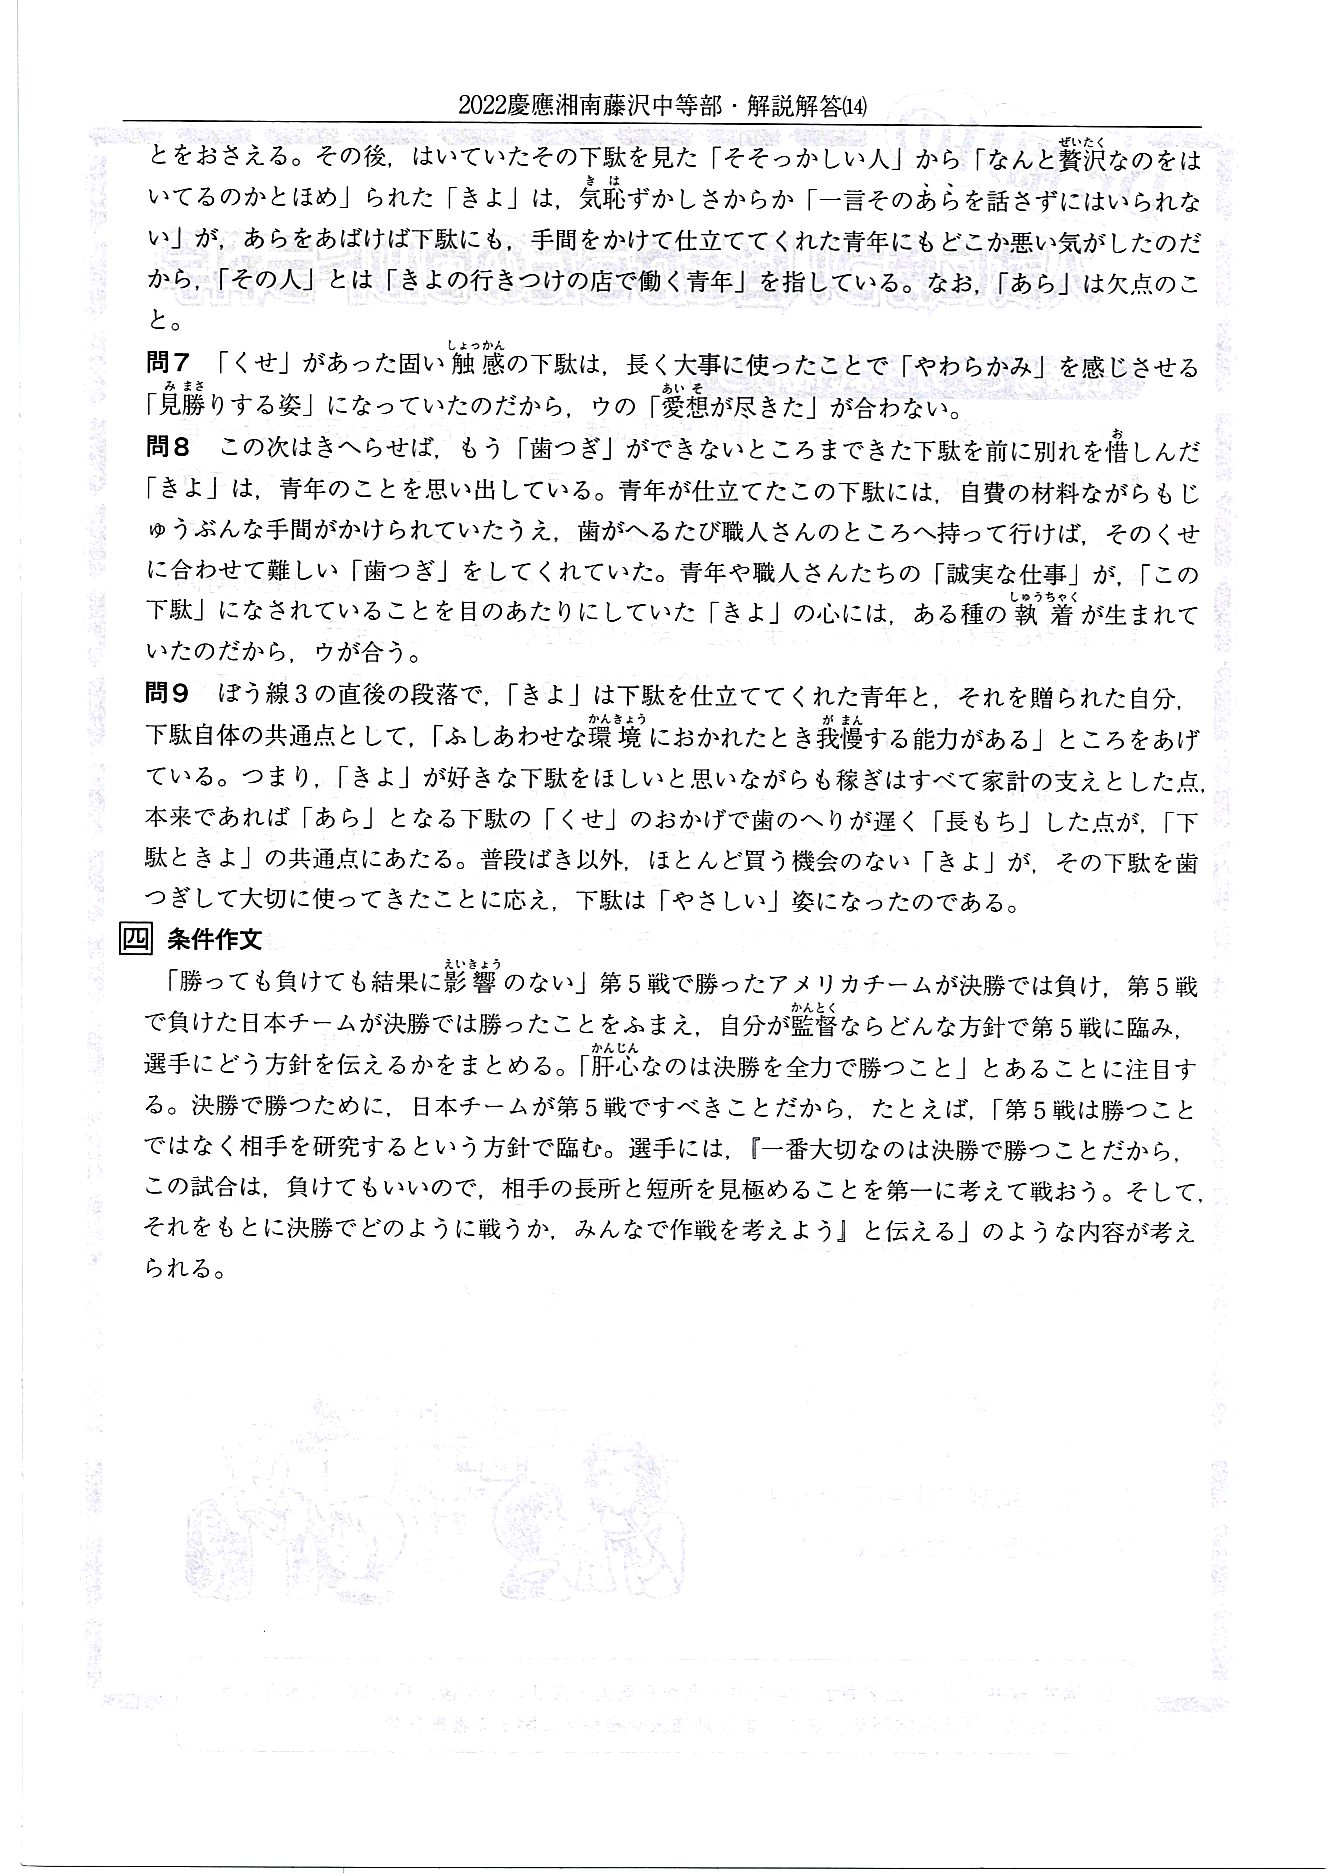 2022慶應湘南藤沢中等部・解説解答⒁
とをおさえる。その後，はいていたその下駄を見た「そそっかしい人」から「なんと贅沢なのをは
いてるのかとほめ」られた「きよ」は，気恥ずかしさからか「一言そのあらを話さずにはいられな
い」が，あらをあばけば下駄にも，手間をかけて仕立ててくれた青年にもどこか悪い気がしたのだ
から，「その人」とは「きよの行きつけの店で働く青年」を指している。なお，「あら」は欠点のこ
と。
問7　「くせ」があった固い触感の下駄は，長く大事に使ったことで「やわらかみ」を感じさせる
「見勝りする姿」になっていたのだから，ウの「愛想が尽きた」が合わない。
問8　この次はきへらせば，もう「歯つぎ」ができないところまできた下駄を前に別れを惜しんだ
「きよ」は，青年のことを思い出している。青年が仕立てたこの下駄には，自費の材料ながらもじ
ゅうぶんな手間がかけられていたうえ，歯がへるたび職人さんのところへ持って行けば，そのくせ
に合わせて難しい「歯つぎ」をしてくれていた。青年や職人さんたちの「誠実な仕事」が，「この
下駄」になされていることを目のあたりにしていた「きよ」の心には，ある種の執着が生まれて
いたのだから，ウが合う。
問9　ぼう線3の直後の段落で，「きよ」は下駄を仕立ててくれた青年と，それを贈られた自分，
下駄自体の共通点として，「ふしあわせな環境におかれたとき我慢する能力がある」ところをあげ
ている。つまり，「きよ」が好きな下駄をほしいと思いながらも稼ぎはすべて家計の支えとした点，
本来であれば「あら」となる下駄の「くせ」のおかげで歯のへりが遅く「長もち」した点が，「下
駄ときよ」の共通点にあたる。普段ばき以外，ほとんど買う機会のない「きよ」が，その下駄を歯
つぎして大切に使ってきたことに応え，下駄は「やさしい」姿になったのである。
四　条件作文
「勝っても負けても結果に影響のない」第5戦で勝ったアメリカチームが決勝では負け，第5戦
で負けた日本チームが決勝では勝ったことをふまえ，自分が監督ならどんな方針で第5戦に臨み，
選手にどう方針を伝えるかをまとめる。「肝心なのは決勝を全力で勝つこと」とあることに注目す
る。決勝で勝つために，日本チームが第5戦ですべきことだから，たとえば，「第5戦は勝つこと
ではなく相手を研究するという方針で臨む。選手には，『一番大切なのは決勝で勝つことだから，
この試合は，負けてもいいので，相手の長所と短所を見極めることを第一に考えて戦おう。そして，
それをもとに決勝でどのように戦うか，みんなで作戦を考えよう』と伝える」のような内容が考え
られる。